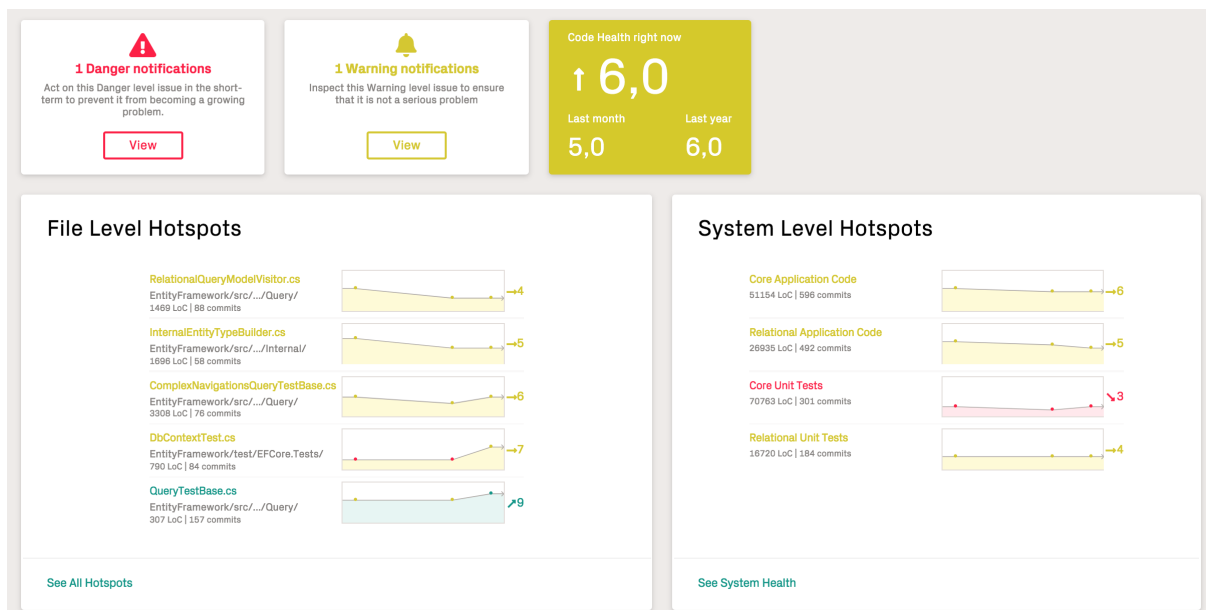 1 Danger notifications
Act on this Danger level issue in the short-
term to prevent it from becoming a growing
problem.
View
1 Warning notifications
Inspect this Warning level issue to ensure
that it is not a serious problem
View
Code Health right now
↑ 6,0
Last month
Last year
5,0
6,0
File Level Hotspots
RelationalQueryModelVisitor.cs
EntityFramework/src/.../Query/
1469 LoC | 88 commits
→4
InternalEntityTypeBuilder.cs
EntityFramework/src/.../Internal/
1696 LoC | 58 commits
→5
ComplexNavigationsQueryTestBase.cs
EntityFramework/src/.../Query/
3308 LoC | 76 commits
→6
DbContextTest.cs
EntityFramework/test/EFCore.Tests/
790 LoC | 84 commits
→7
QueryTestBase.cs
EntityFramework/src/.../Query/
307 LoC | 157 commits
↗9
See All Hotspots
System Level Hotspots
Core Application Code
51154 LoC | 596 commits
→6
Relational Application Code
26935 LoC | 492 commits
→5
Core Unit Tests
70763 LoC | 301 commits
↘3
Relational Unit Tests
16720 LoC | 184 commits
→4
See System Health